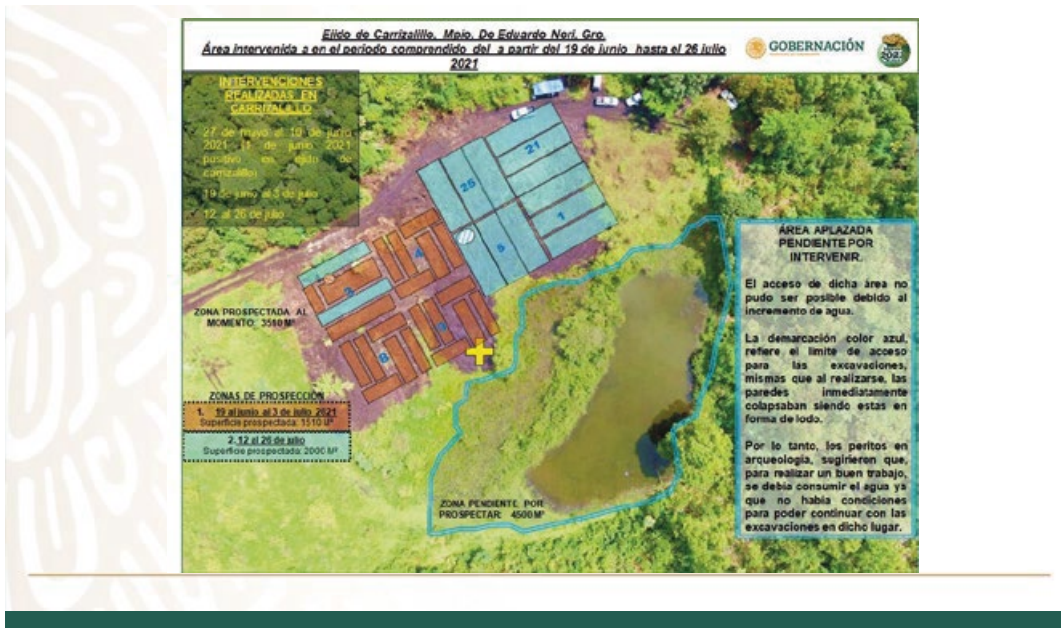 Ejido de Carrizalillo, Mpio. De Eduardo Neri, Gro.
Área intervenida a en el periodo comprendido del a partir del 19 de junio hasta el 26 julio
2021
GOBERNACIÓN
INTERVENCIONES
REALIZADAS EN
CARRIZALILLO
27 de mayo al 10 de junio
2021 (1 de junio 2021
positivo en ejido de
carrizalillo)
19 de junio al 3 de julio
12 al 26 de julio
21
25
1
5
4
ZONA PROSPECTADA AL
MOMENTO: 3510 M²
8
ZONAS DE PROSPECCIÓN
1. 19 al junio al 3 de julio 2021
Superficie prospectada: 1510 M²
2. 12 al 26 de julio
Superficie prospectada: 2000 M²
ZONA PENDIENTE POR
PROSPECTAR: 4500M²
ÁREA APLAZADA
PENDIENTE POR
INTERVENIR.
El acceso de dicha área no
pudo ser posible debido al
incremento de agua.
La demarcación color azul,
refiere el limite de acceso
para las excavaciones,
mismas que al realizarse, las
paredes inmediatamente
colapsaban siendo estas en
forma de lodo.
Por lo tanto, los peritos en
arqueología, sugirieron que,
para realizar un buen trabajo,
se debía consumir el agua ya
que no había condiciones
para poder continuar con las
excavaciones en dicho lugar.